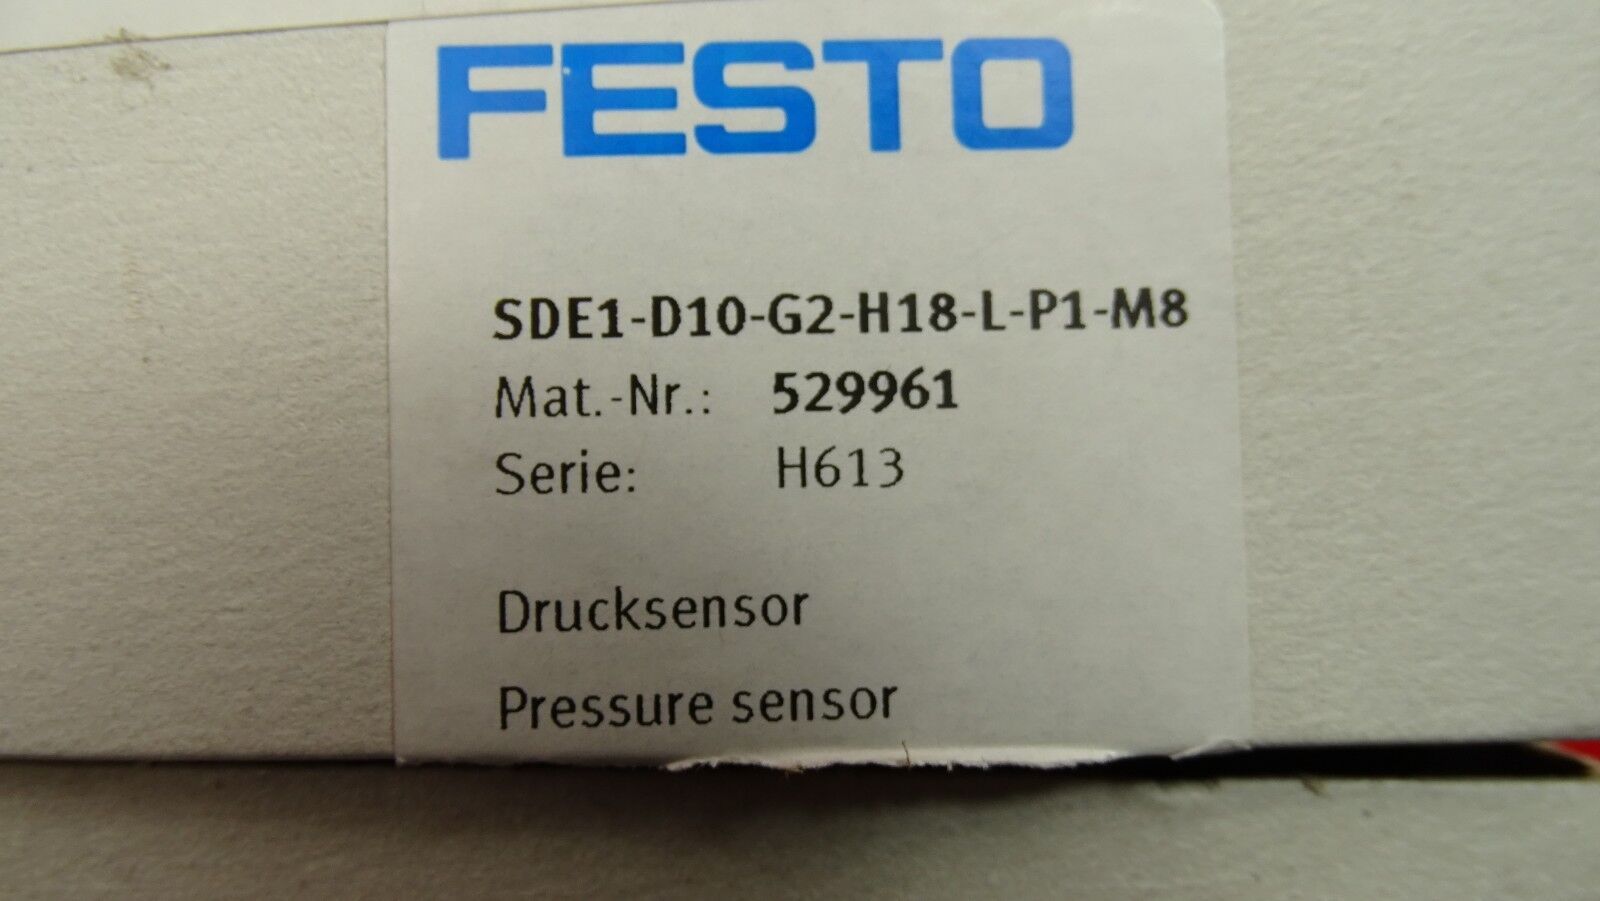 FESTO
SDE1-D10-G2-H18-L-P1-M8
Mat.-Nr.: 529961
Serie: H613
Drucksensor
Pressure sensor